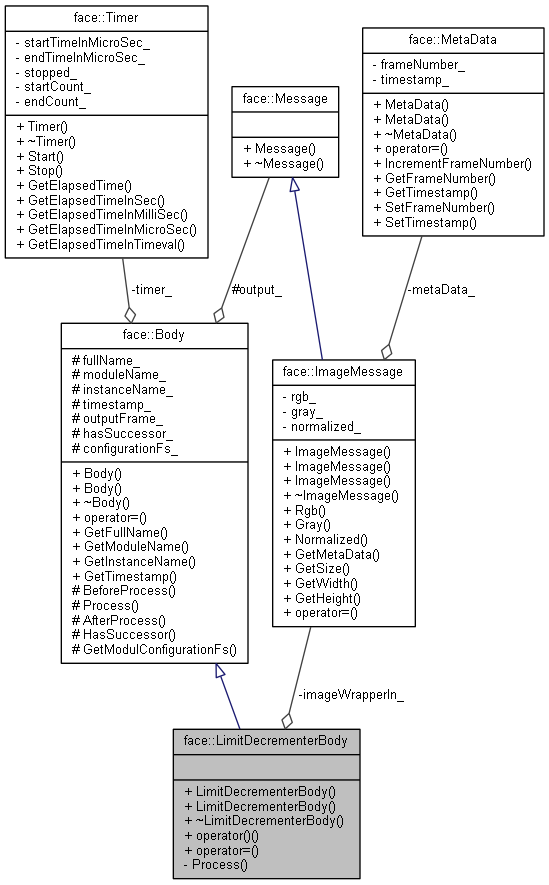 face::Timer
- startTimeInMicroSec_
- endTimeInMicroSec_
- stopped_
- startCount_
- endCount_
+ Timer()
+ ~Timer()
+ Start()
+ Stop()
+ GetElapsedTime()
+ GetElapsedTimeInSec()
+ GetElapsedTimeInMilliSec()
+ GetElapsedTimeInMicroSec()
+ GetElapsedTimeInTimeval()
face::Message
+ Message()
+ ~Message()
face::MetaData
- frameNumber_
- timestamp_
+ MetaData()
+ MetaData()
+ ~MetaData()
+ operator=()
+ IncrementFrameNumber()
+ GetFrameNumber()
+ GetTimestamp()
+ SetFrameNumber()
+ SetTimestamp()
-timer_
#output_
-metaData_
face::Body
# fullName_
# moduleName_
# instanceName_
# timestamp_
# outputFrame_
# hasSuccessor_
# configurationFs_
+ Body()
+ Body()
+ ~Body()
+ operator=()
+ GetFullName()
+ GetModuleName()
+ GetInstanceName()
+ GetTimestamp()
# BeforeProcess()
# Process()
# AfterProcess()
# HasSuccessor()
# GetModulConfigurationFs()
face::ImageMessage
- rgb_
- gray_
- normalized_
+ ImageMessage()
+ ImageMessage()
+ ImageMessage()
+ ~ImageMessage()
+ Rgb()
+ Gray()
+ Normalized()
+ GetMetaData()
+ GetSize()
+ GetWidth()
+ GetHeight()
+ operator=()
-imageWrapperIn_
face::LimitDecrementerBody
+ LimitDecrementerBody()
+ LimitDecrementerBody()
+ ~LimitDecrementerBody()
+ operator()()
+ operator=()
- Process()